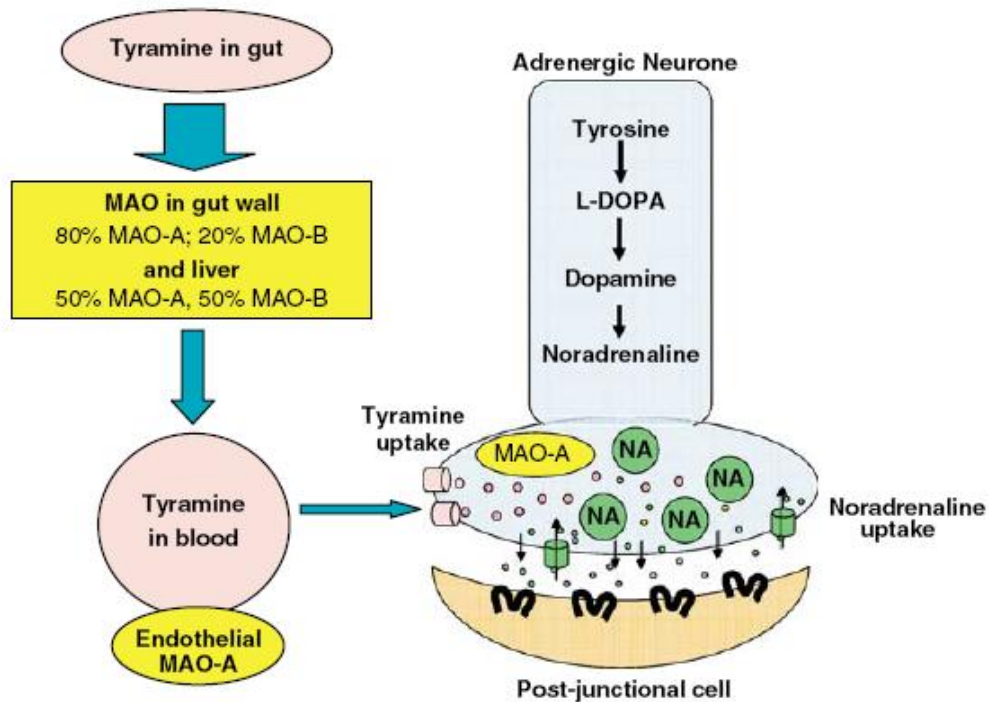 Tyramine in gut
MAO in gut wall
80% MAO-A; 20% MAO-B
and liver
50% MAO-A, 50% MAO-B
Tyramine
in blood
Endothelial
MAO-A
Adrenergic Neurone
Tyrosine
L-DOPA
Dopamine
Noradrenaline
Tyramine
uptake
MAO-A
NA
NA
NA
NA
Noradrenaline
uptake
Post-junctional cell